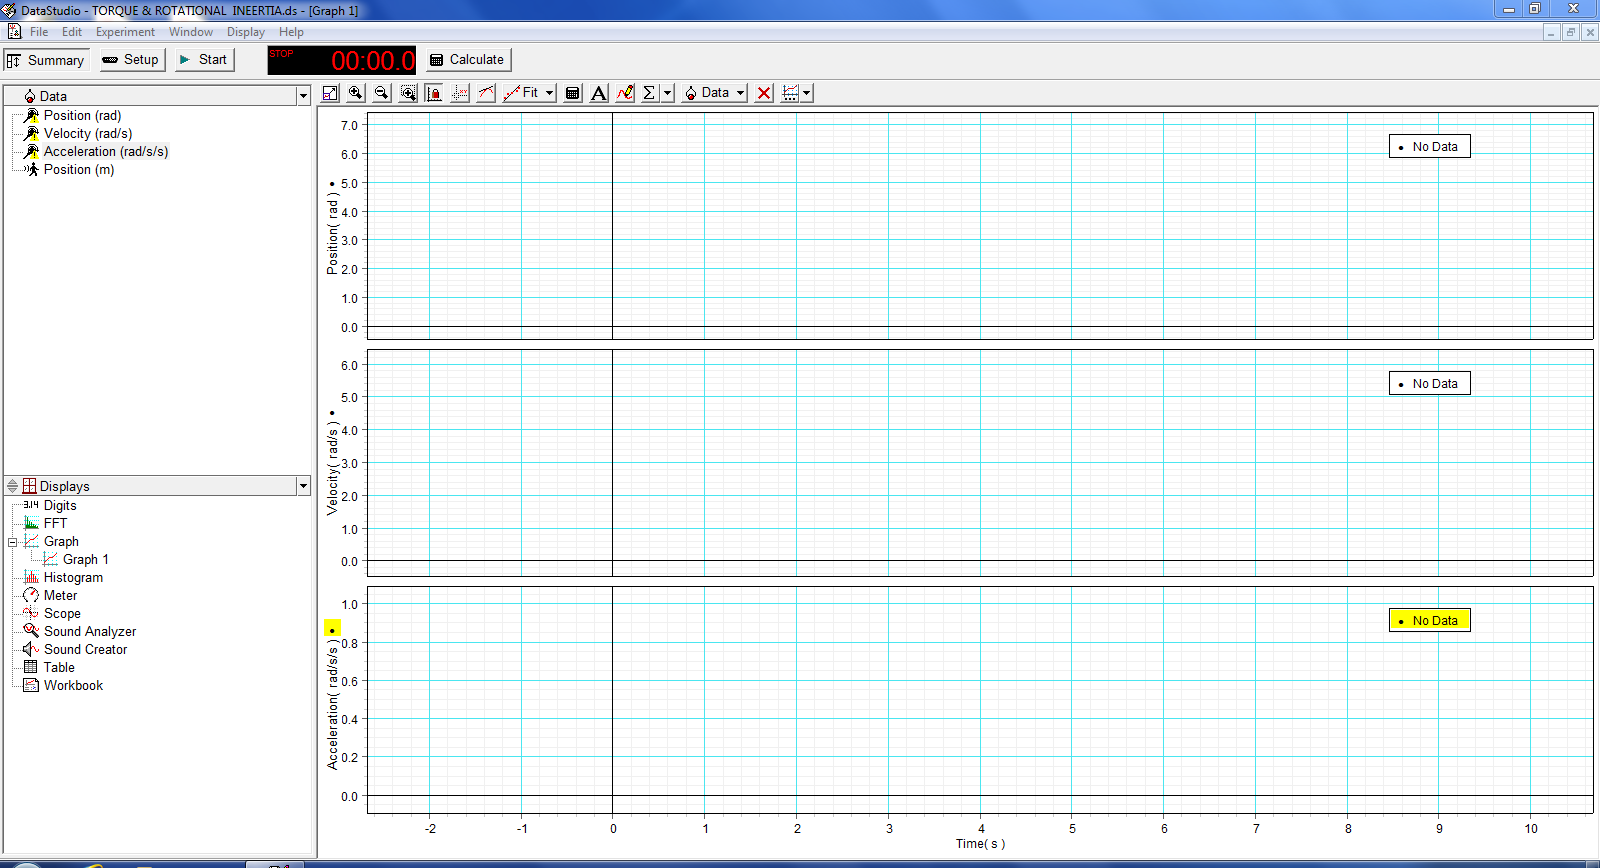 DataStudio - TORQUE & ROTATIONAL  INEERTIA.ds - [Graph 1]
File Edit Experiment Window Display Help
Summary Setup Start STOP 00:00.0 Calculate
Data
Position (rad)
Velocity (rad/s)
Acceleration (rad/s/s)
Position (m)
Displays
3.14 Digits
FFT
Graph
Graph 1
Histogram
Meter
Scope
Sound Analyzer
Sound Creator
Table
Workbook
Fit A Σ Data
Position( rad )
7.0
6.0
5.0
4.0
3.0
2.0
1.0
0.0
No Data
Velocity( rad/s )
6.0
5.0
4.0
3.0
2.0
1.0
0.0
No Data
Acceleration( rad/s/s )
1.0
0.8
0.6
0.4
0.2
0.0
No Data
-2 -1 0 1 2 3 4 5 6 7 8 9 10
Time( s )